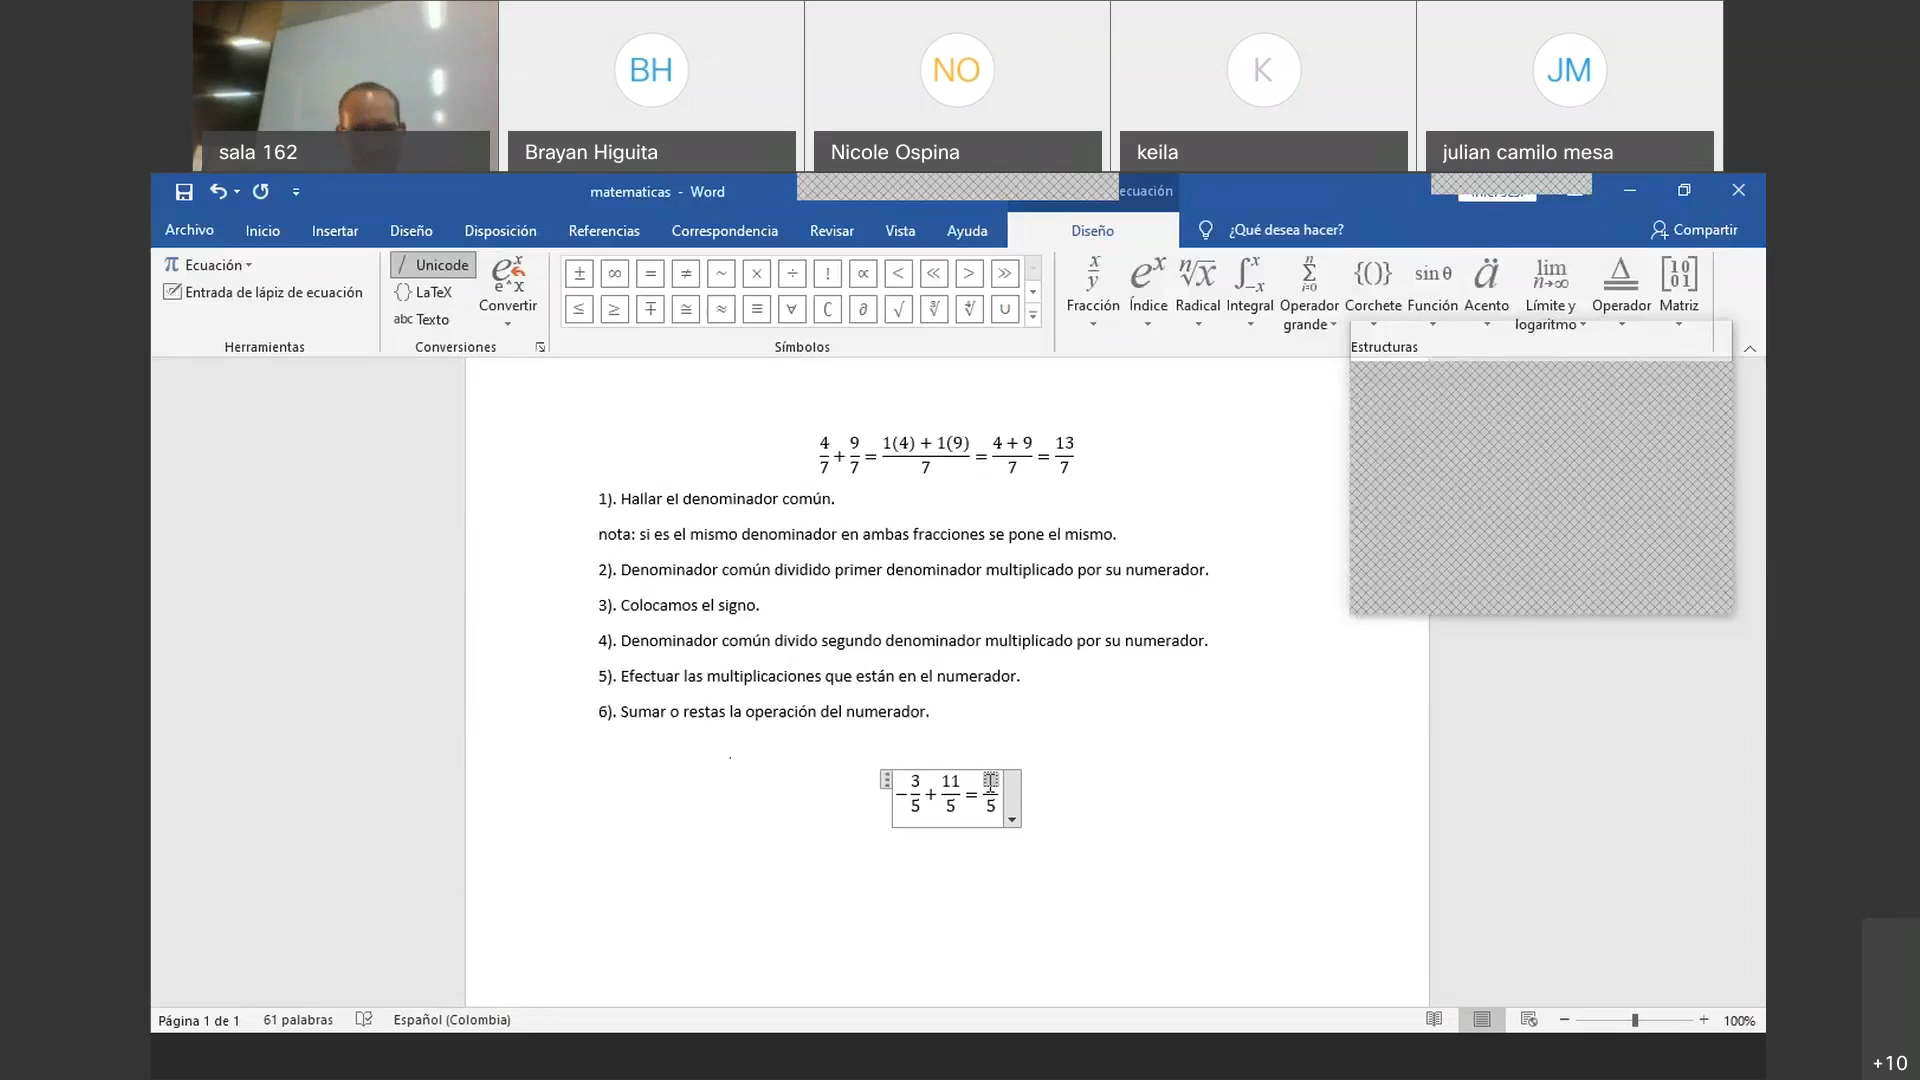 BH
NO
K
JM
sala 162
Brayan Higuita
Nicole Ospina
keila
julian camilo mesa
matematicas - Word
ecuación
Archivo
Inicio
Insertar
Diseño
Disposición
Referencias
Correspondencia
Revisar
Vista
Ayuda
Diseño
¿Qué desea hacer?
Compartir
π Ecuación
Entrada de lápiz de ecuación
Herramientas
Unicode
{} LaTeX
abc Texto
Convertir
Conversiones
± ∞ = ≠ ~ × ÷ ! ∝ < ≪ > ≫
≤ ≥ ∓ ≅ ≈ ≡ ∀ ∁ ∂ √ ∛ ∜ ∪
Símbolos
Fracción
Índice
Radical
Integral
Operador grande
Corchete
Función
Acento
Límite y logaritmo
Operador
Matriz
Estructuras
4/7 + 9/7 = 1(4) + 1(9)/7 = 4 + 9/7 = 13/7
1). Hallar el denominador común.
nota: si es el mismo denominador en ambas fracciones se pone el mismo.
2). Denominador común dividido primer denominador multiplicado por su numerador.
3). Colocamos el signo.
4). Denominador común divido segundo denominador multiplicado por su numerador.
5). Efectuar las multiplicaciones que están en el numerador.
6). Sumar o restas la operación del numerador.
− 3/5 + 11/5 = /5
Página 1 de 1
61 palabras
Español (Colombia)
100%
+10